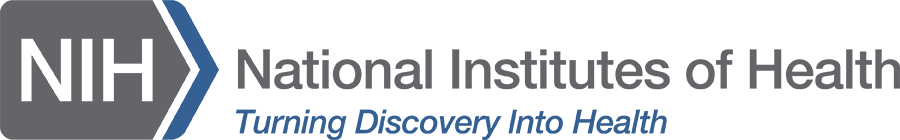 NIH
National Institutes of Health
Turning Discovery Into Health